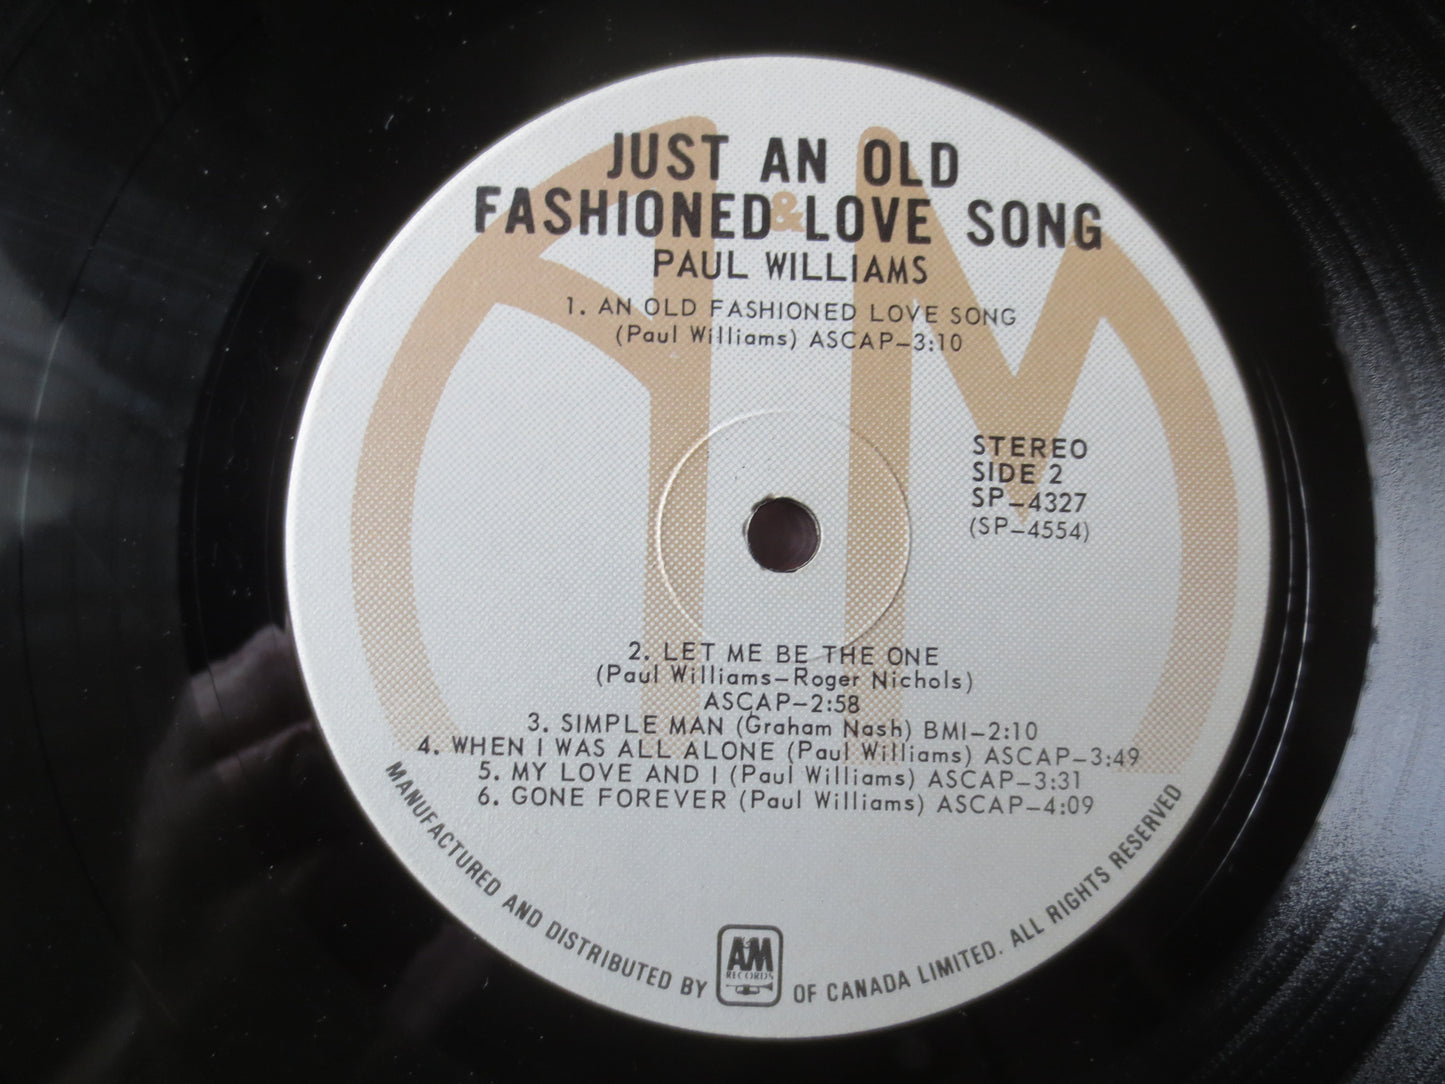 JUST AN OLD
FASHIONED & LOVE SONG
PAUL WILLIAMS
1. AN OLD FASHIONED LOVE SONG
(Paul Williams) ASCAP–3:10
STEREO
SIDE 2
SP–4327
(SP–4554)
2. LET ME BE THE ONE
(Paul Williams–Roger Nichols)
ASCAP–2:58
3. SIMPLE MAN (Graham Nash) BMI–2:10
4. WHEN I WAS ALL ALONE (Paul Williams) ASCAP–3:49
5. MY LOVE AND I (Paul Williams) ASCAP–3:31
6. GONE FOREVER (Paul Williams) ASCAP–4:09
MANUFACTURED AND DISTRIBUTED BY A&M RECORDS OF CANADA LIMITED. ALL RIGHTS RESERVED